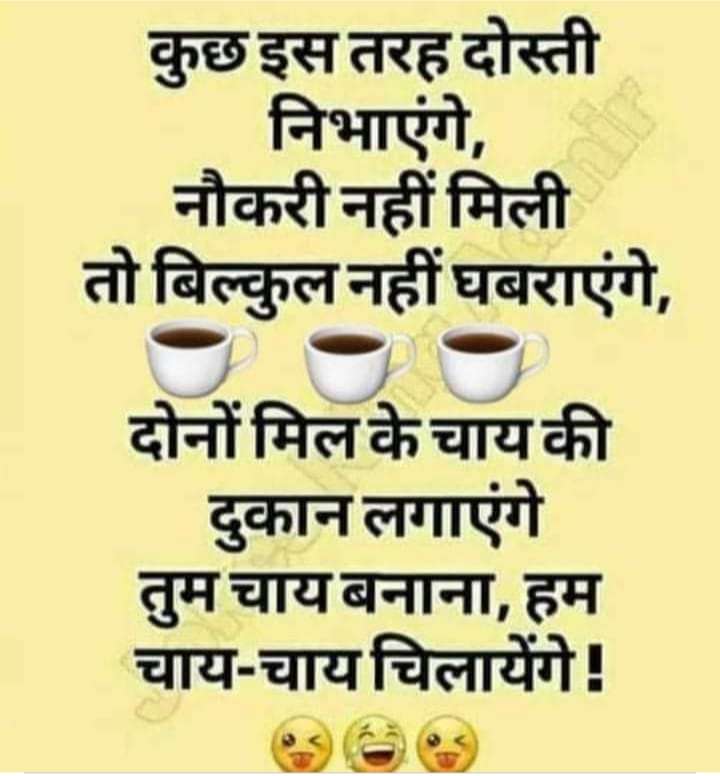 कुछ इस तरह दोस्ती
निभाएंगे,
नौकरी नहीं मिली
तो बिल्कुल नहीं घबराएंगे,
दोनों मिल के चाय की
दुकान लगाएंगे
तुम चाय बनाना, हम
चाय-चाय चिलायेंगे !